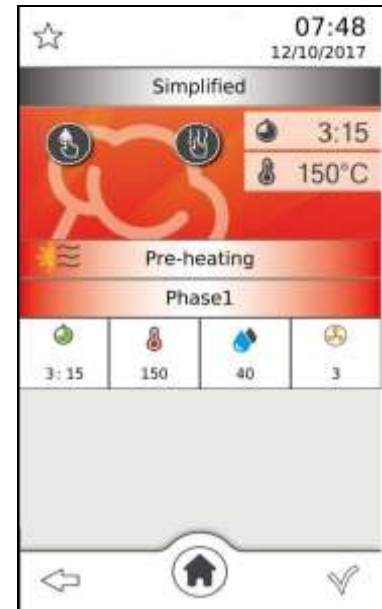 07:48
12/10/2017
Simplified
3:15
150°C
Pre-heating
Phase1
3:15 150 40 3